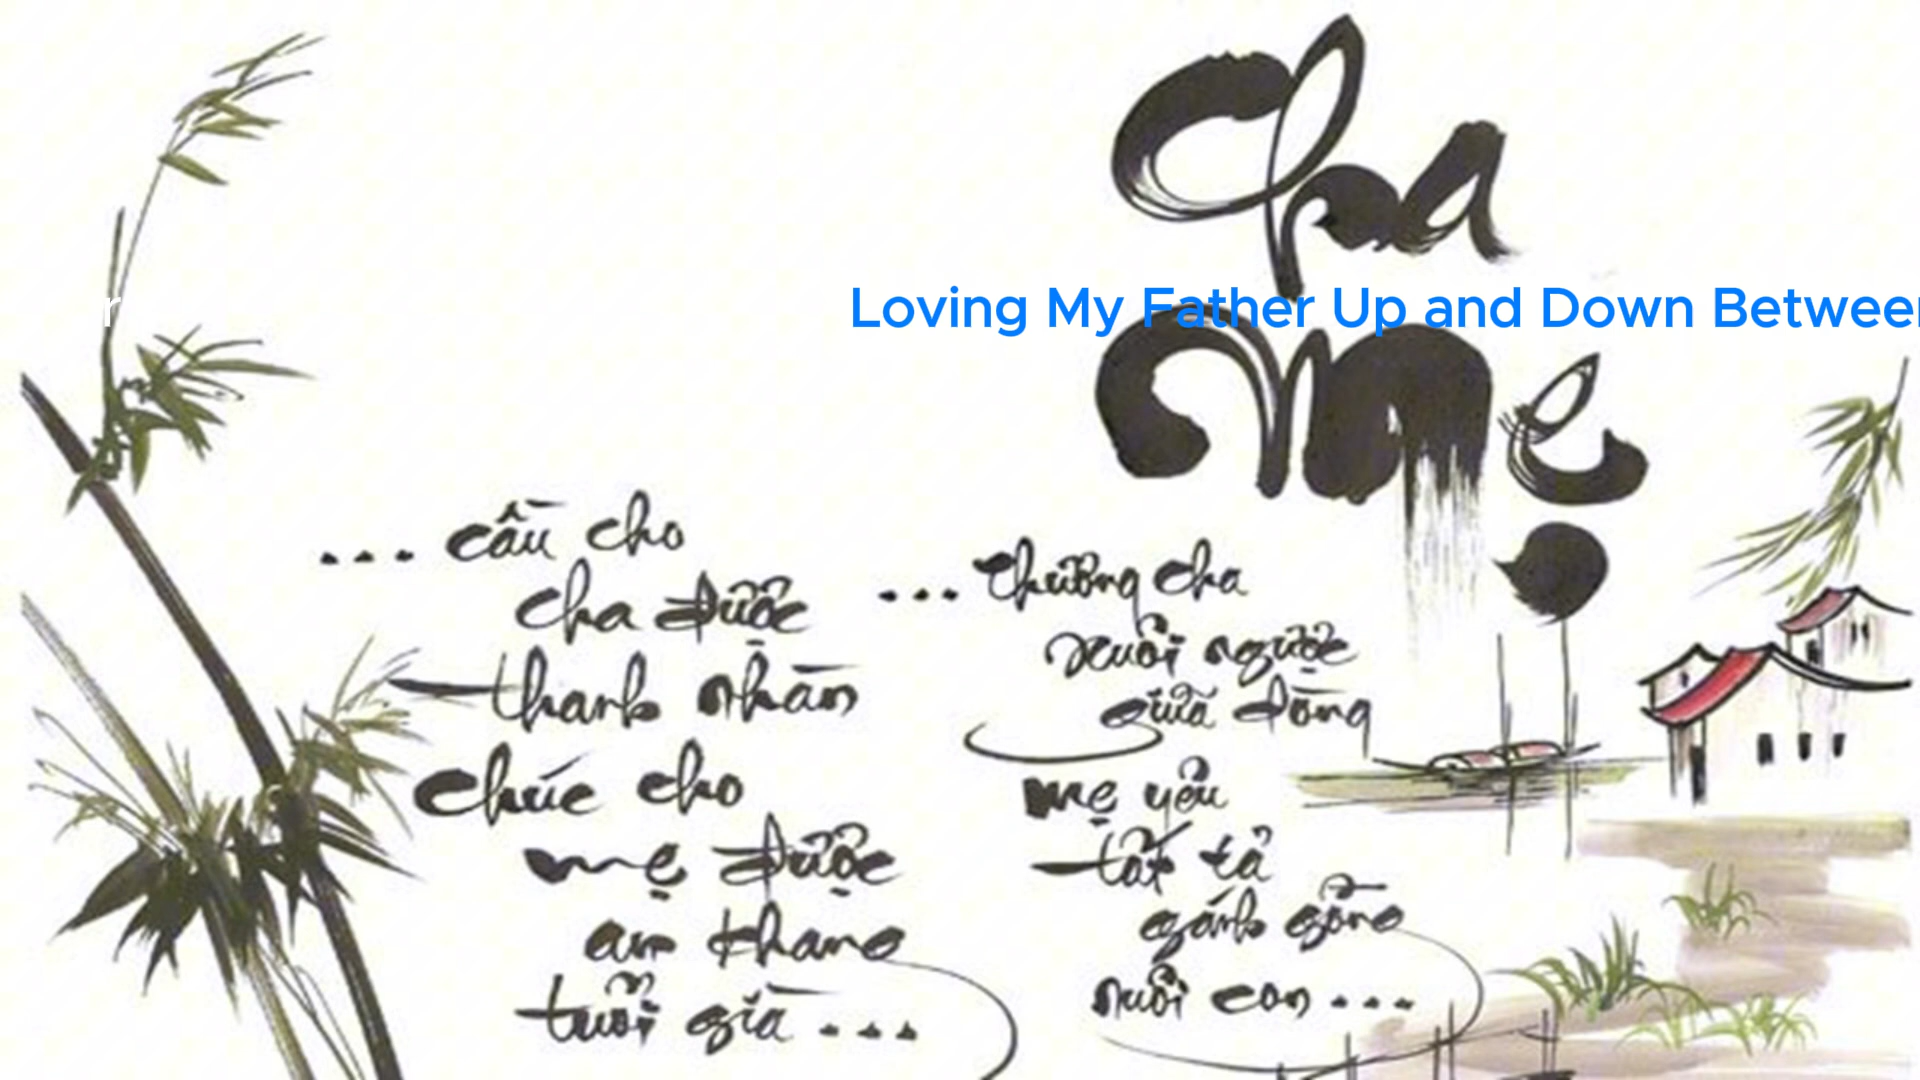 Cha
Loving My Father Up and Down Between
Mẹ
... cầu cho
cha được
thanh nhàn
chúc cho
mẹ được
an khang
tuổi già ...
... Thương cha
xuôi ngược
giữa dòng
mẹ yêu
tất tả
gánh gồng
nuôi con ...